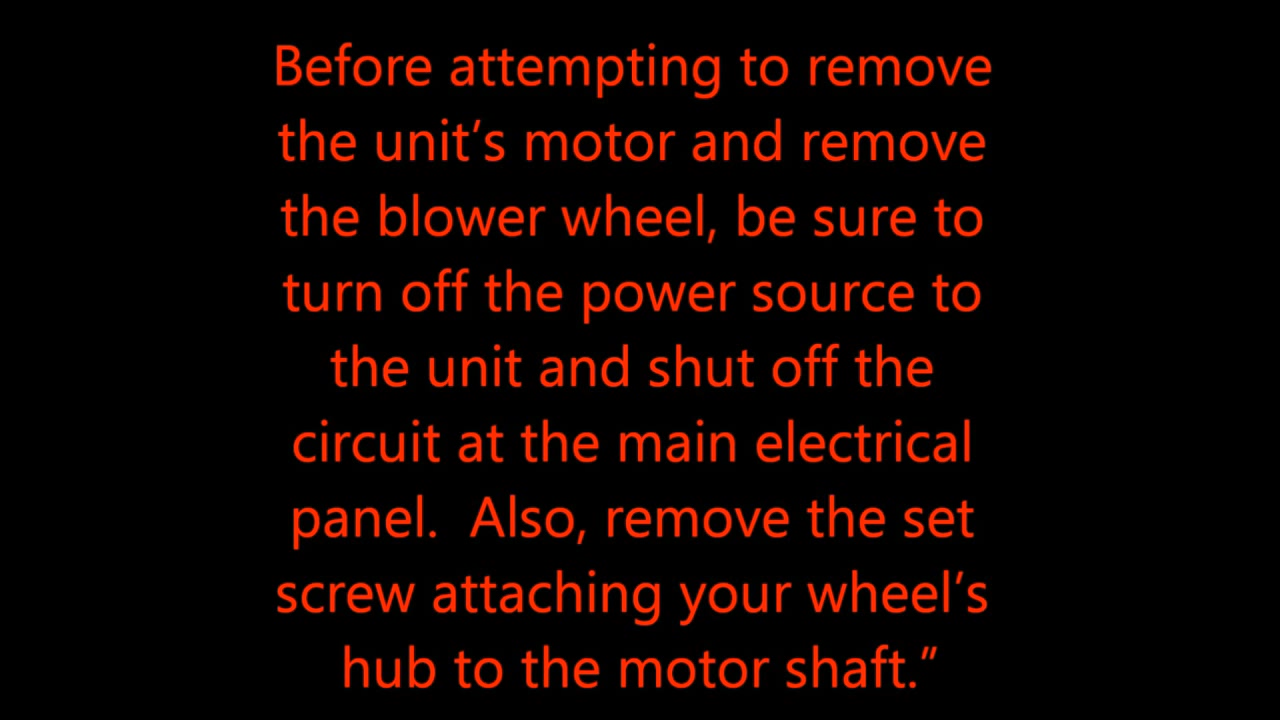 Before attempting to remove
the unit’s motor and remove
the blower wheel, be sure to
turn off the power source to
the unit and shut off the
circuit at the main electrical
panel.  Also, remove the set
screw attaching your wheel’s
hub to the motor shaft.”